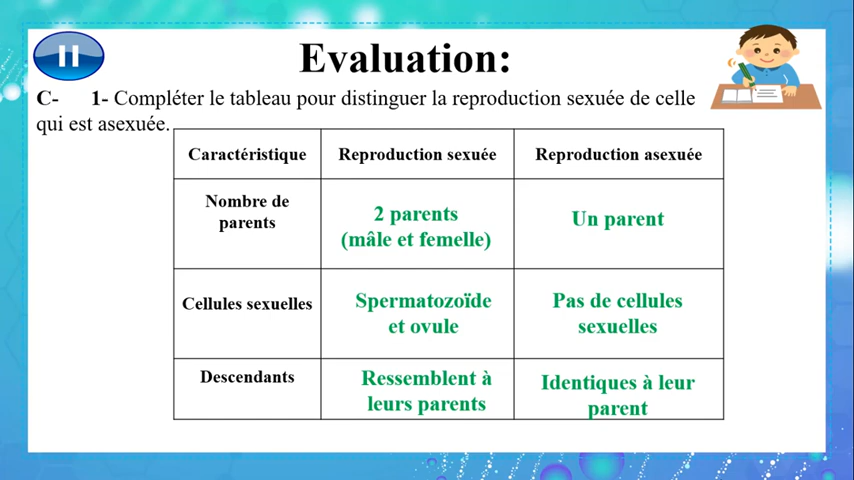 Evaluation:
C- 1- Compléter le tableau pour distinguer la reproduction sexuée de celle
qui est asexuée.
Caractéristique Reproduction sexuée Reproduction asexuée
Nombre de
parents
2 parents
(mâle et femelle)
Un parent
Cellules sexuelles
Spermatozoïde
et ovule
Pas de cellules
sexuelles
Descendants
Ressemblent à
leurs parents
Identiques à leur
parent